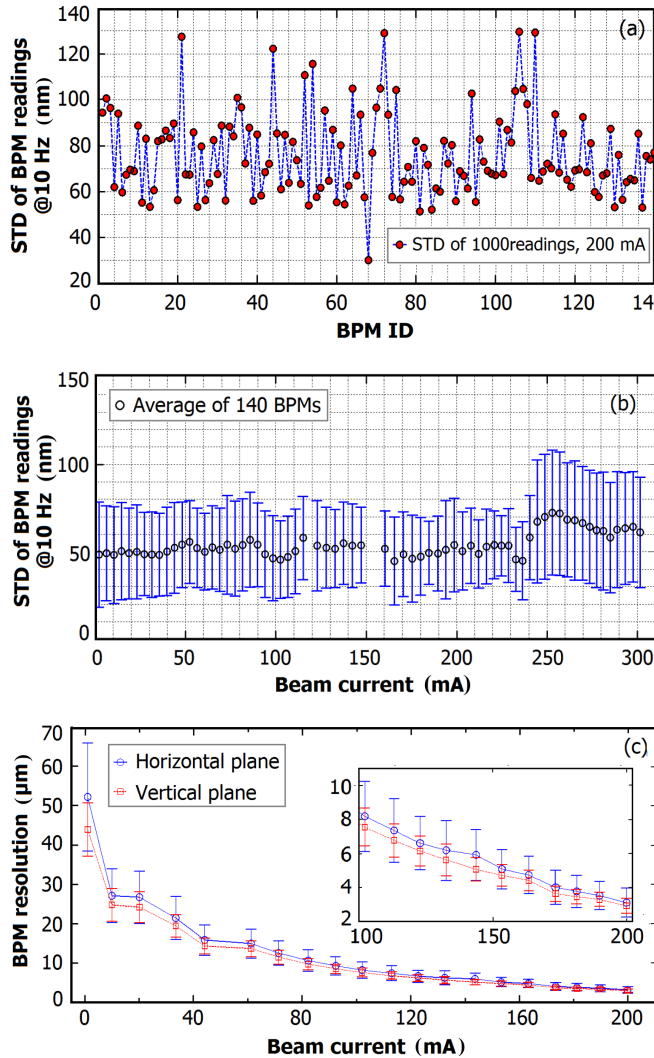 140
120
100
80
60
40
20
STD of BPM readings
@10 Hz (nm)
(a)
STD of 1000readings, 200 mA
0 20 40 60 80 100 120 140
BPM ID
150
100
50
0
STD of BPM readings
@10 Hz (nm)
Average of 140 BPMs
(b)
0 50 100 150 200 250 300
Beam current (mA)
70
60
50
40
30
20
10
0
BPM resolution (μm)
Horizontal plane
Vertical plane
(c)
10
8
6
4
2
100 150 200
0 40 80 120 160 200
Beam current (mA)